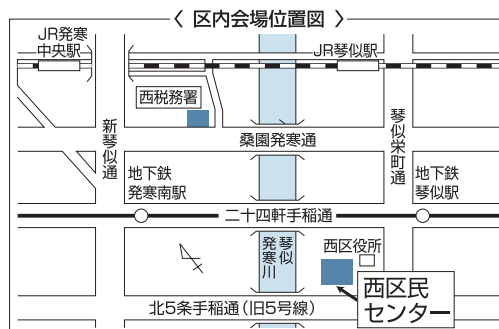 〈 区内会場位置図 〉
JR発寒
中央駅
JR琴似駅
西税務署
新琴似通
桑園発寒通
琴似栄町通
地下鉄
発寒南駅
地下鉄
琴似駅
二十四軒手稲通
琴似
発寒川
西区役所
西区民
センター
北5条手稲通(旧5号線)